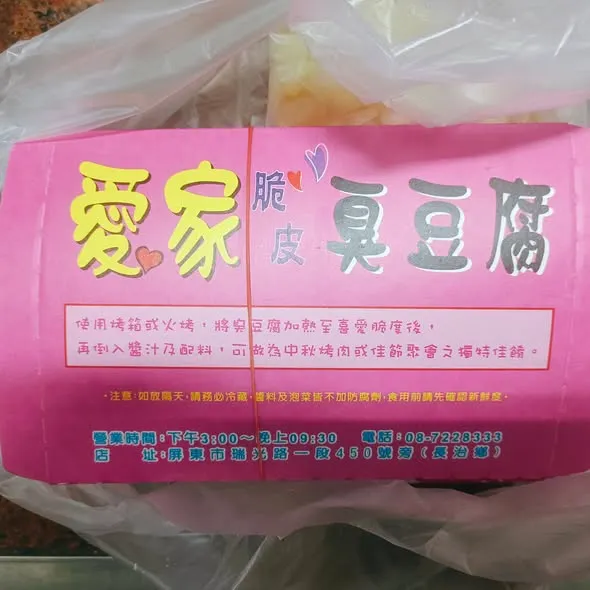 愛家脆皮臭豆腐
使用烤箱或火烤，將臭豆腐加熱至喜愛脆度後，
再倒入醬汁及配料，可做為中秋烤肉或佳節聚會之獨特佳餚。
·注意:如放隔天,請務必冷藏,醬料及泡菜皆不加防腐劑,食用前請先確認新鮮度·
營業時間:下午3:00～晚上09:30 電話:08-7228333
店 址:屏東市瑞光路一段450號旁(長治鄉)